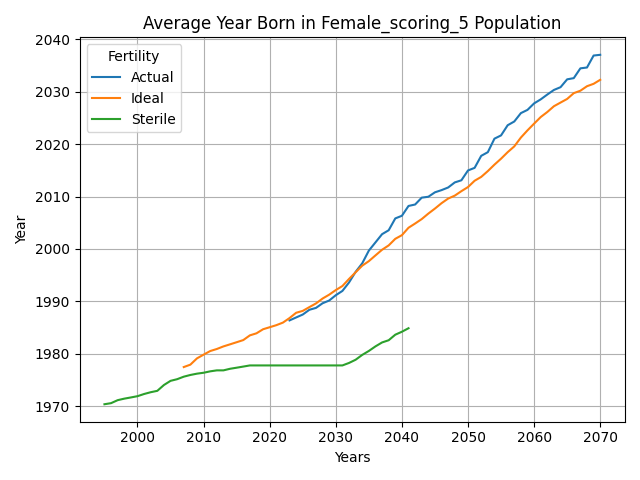 Average Year Born in Female_scoring_5 Population
Fertility
Actual
Ideal
Sterile
Year
2040
2030
2020
2010
2000
1990
1980
1970
2000 2010 2020 2030 2040 2050 2060 2070
Years